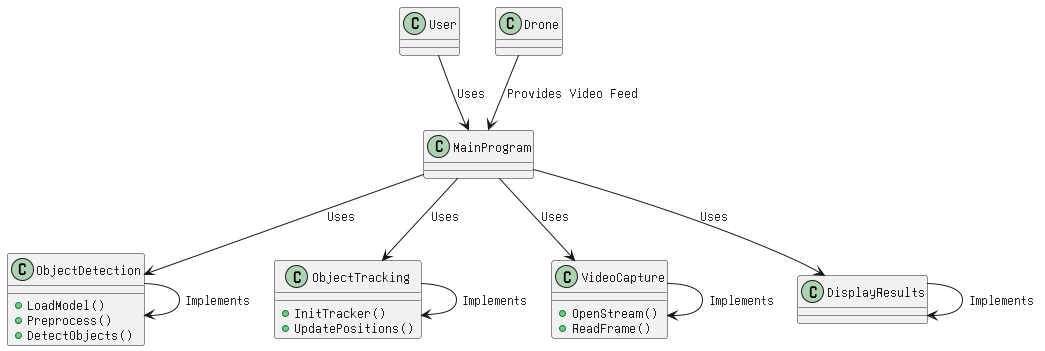 C User
C Drone
Uses
Provides Video Feed
C MainProgram
Uses
Uses
Uses
Uses
C ObjectDetection
LoadModel()
Preprocess()
DetectObjects()
Implements
C ObjectTracking
InitTracker()
UpdatePositions()
Implements
C VideoCapture
OpenStream()
ReadFrame()
Implements
C DisplayResults
Implements